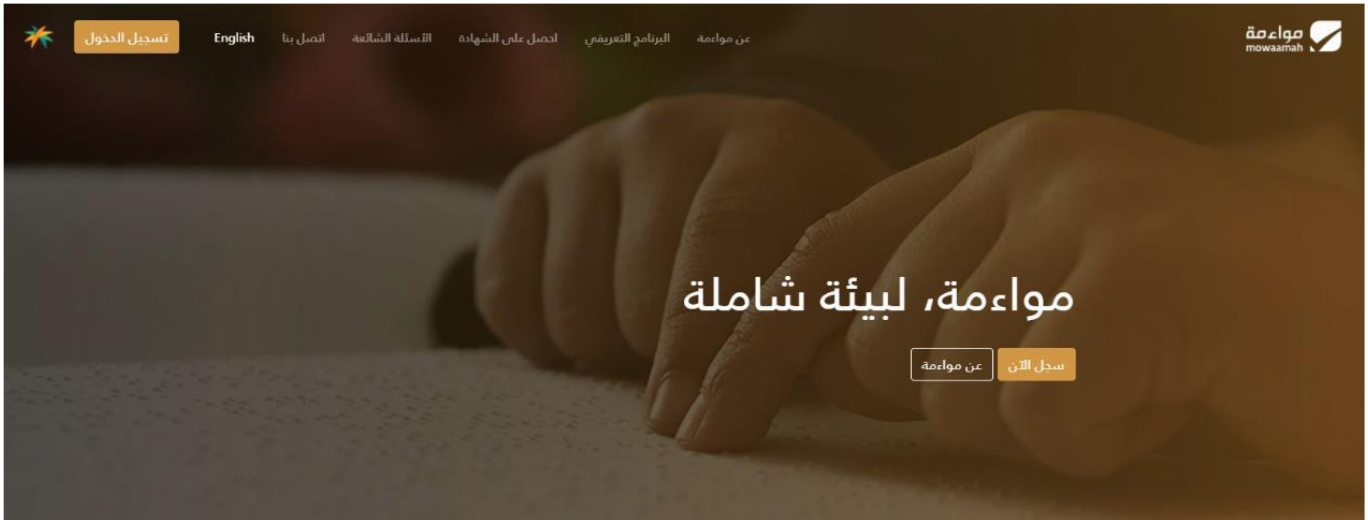 مواءمة
mowaamah
عن مواءمة
البرنامج التعريفي
احصل على الشهادة
الأسئلة الشائعة
اتصل بنا
English
تسجيل الدخول
مواءمة، لبيئة شاملة
سجل الآن
عن مواءمة